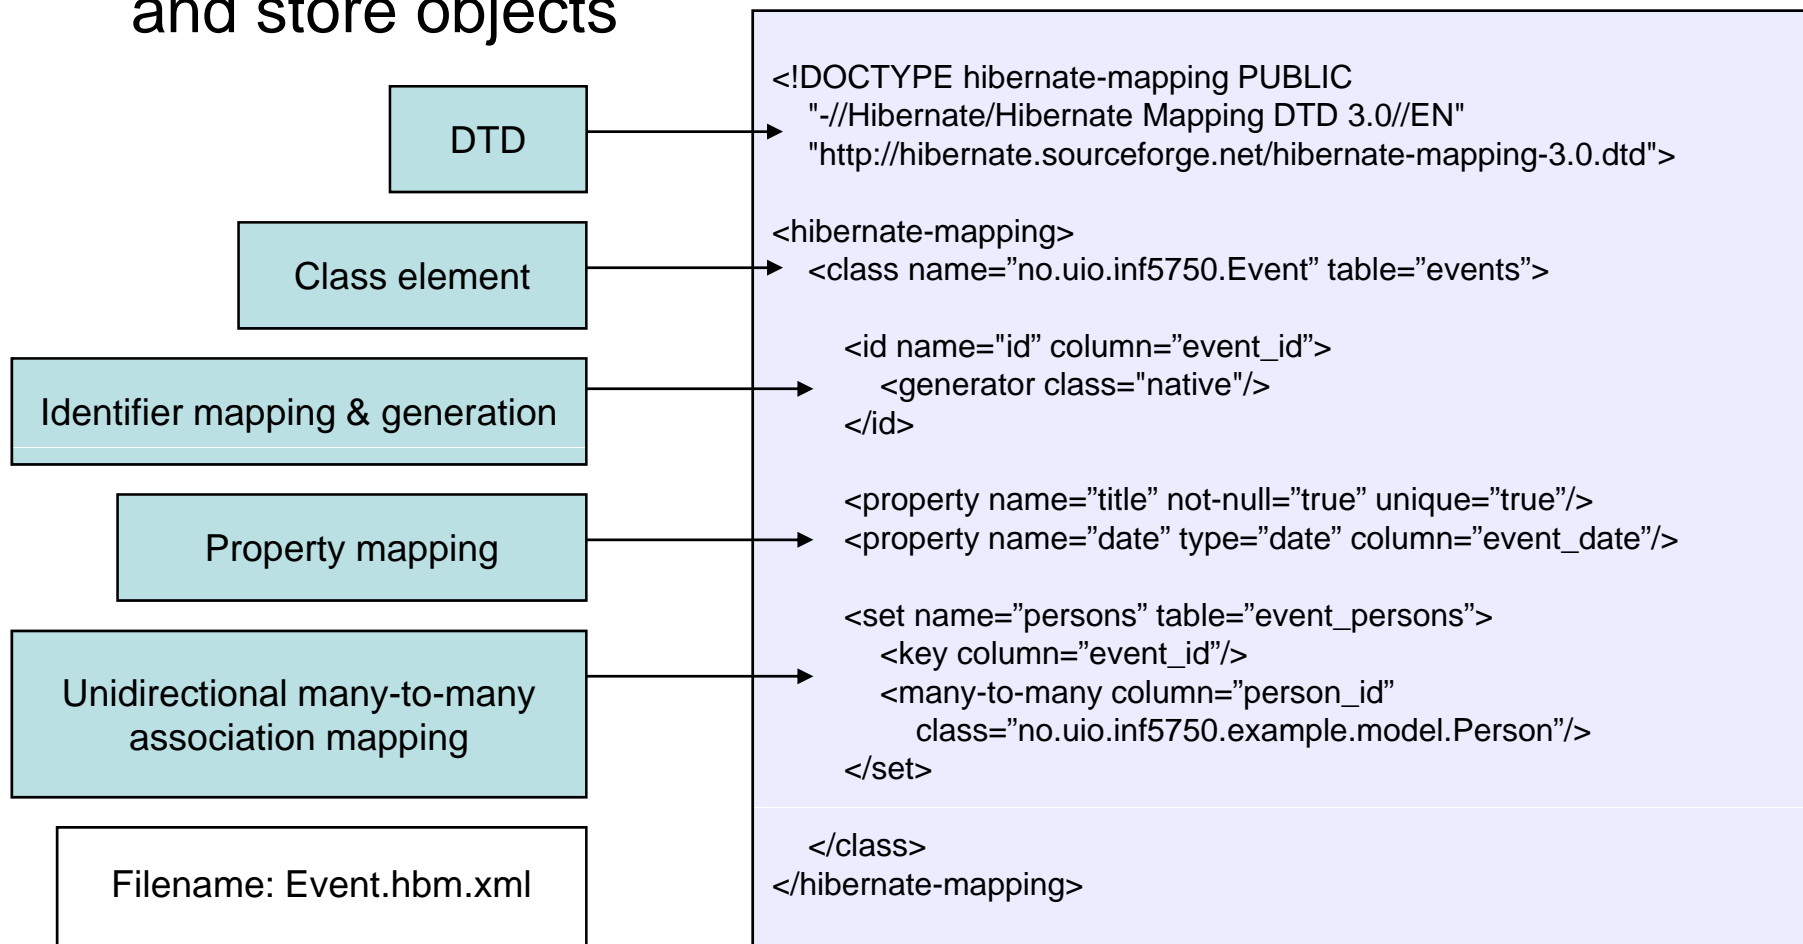 and store objects
DTD
Class element
Identifier mapping & generation
Property mapping
Unidirectional many-to-many
association mapping
Filename: Event.hbm.xml
<!DOCTYPE hibernate-mapping PUBLIC
"-//Hibernate/Hibernate Mapping DTD 3.0//EN"
"http://hibernate.sourceforge.net/hibernate-mapping-3.0.dtd">
<hibernate-mapping>
<class name=”no.uio.inf5750.Event” table=”events”>
<id name="id” column=”event_id”>
<generator class="native"/>
</id>
<property name=”title” not-null=”true” unique=”true”/>
<property name=”date” type=”date” column=”event_date”/>
<set name=”persons” table=”event_persons”>
<key column=”event_id”/>
<many-to-many column=”person_id”
class=”no.uio.inf5750.example.model.Person”/>
</set>
</class>
</hibernate-mapping>